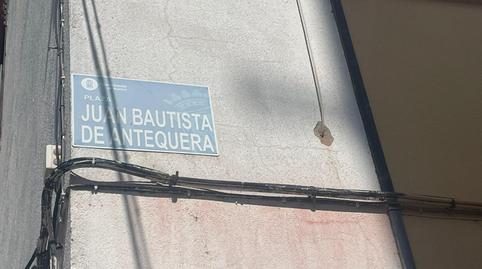 PLAZA
JUAN BAUTISTA
DE ANTEQUERA